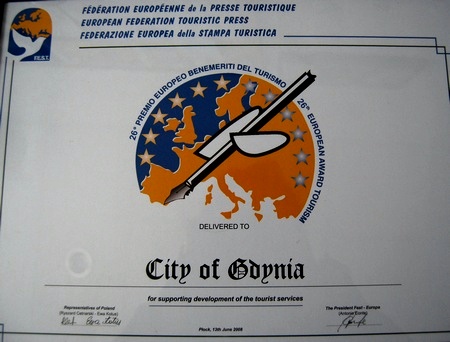 FÉDÉRATION EUROPÉENNE de la PRESSE TOURISTIQUE
EUROPEAN FEDERATION TOURISTIC PRESS
FEDERAZIONE EUROPEA della STAMPA TURISTICA
F.E.S.T.
26° PREMIO EUROPEO BENEMERITI DEL TURISMO
26th EUROPEAN AWARD TOURISM
DELIVERED TO
City of Gdynia
for supporting development of the tourist services
Representatives of Poland
The President Fest - Europe
Plock, 13th June 2008